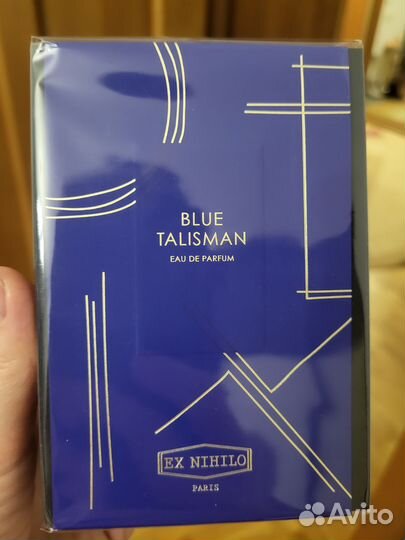 BLUE
TALISMAN
EAU DE PARFUM
EX NIHILO
PARIS
Avito